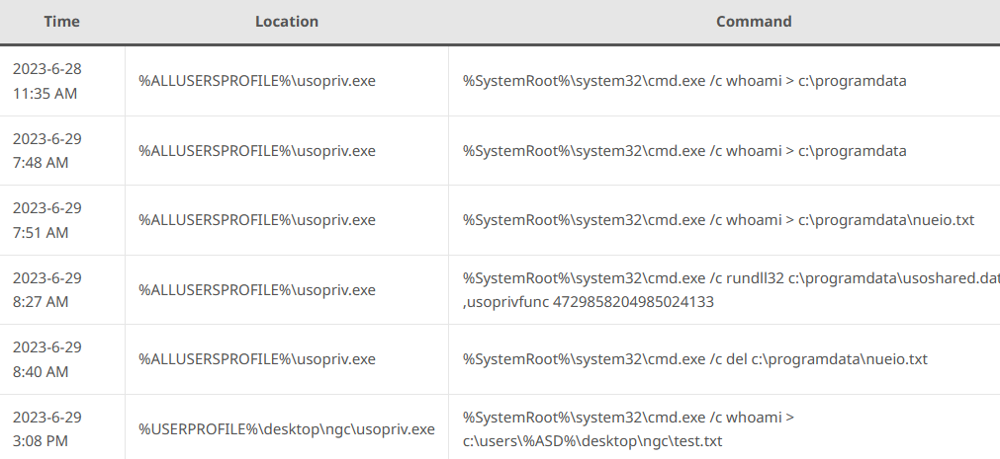 Time Location Command
2023-6-28
11:35 AM
%ALLUSERSPROFILE%\usopriv.exe
%SystemRoot%\system32\cmd.exe /c whoami > c:\programdata
2023-6-29
7:48 AM
%ALLUSERSPROFILE%\usopriv.exe
%SystemRoot%\system32\cmd.exe /c whoami > c:\programdata
2023-6-29
7:51 AM
%ALLUSERSPROFILE%\usopriv.exe
%SystemRoot%\system32\cmd.exe /c whoami > c:\programdata\nueio.txt
2023-6-29
8:27 AM
%ALLUSERSPROFILE%\usopriv.exe
%SystemRoot%\system32\cmd.exe /c rundll32 c:\programdata\usoshared.dat
,usoprivfunc 4729858204985024133
2023-6-29
8:40 AM
%ALLUSERSPROFILE%\usopriv.exe
%SystemRoot%\system32\cmd.exe /c del c:\programdata\nueio.txt
2023-6-29
3:08 PM
%USERPROFILE%\desktop\ngc\usopriv.exe
%SystemRoot%\system32\cmd.exe /c whoami >
c:\users\%ASD%\desktop\ngc\test.txt